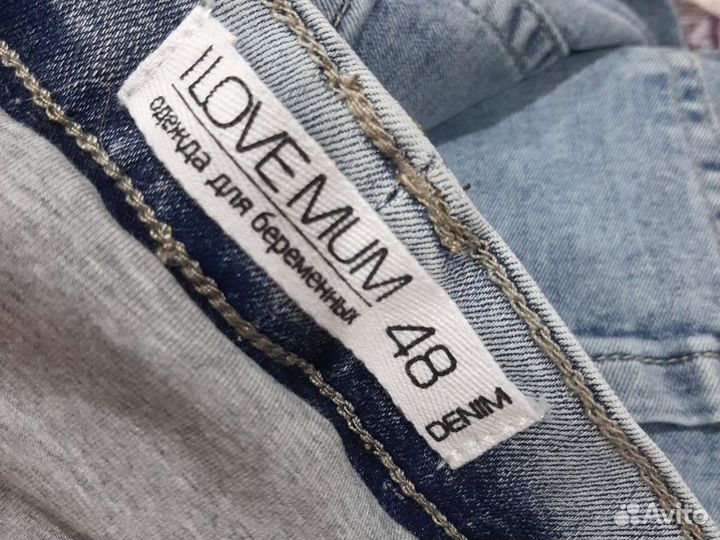 I LOVE MUM
одежда для беременных
48
DENIM
Avito